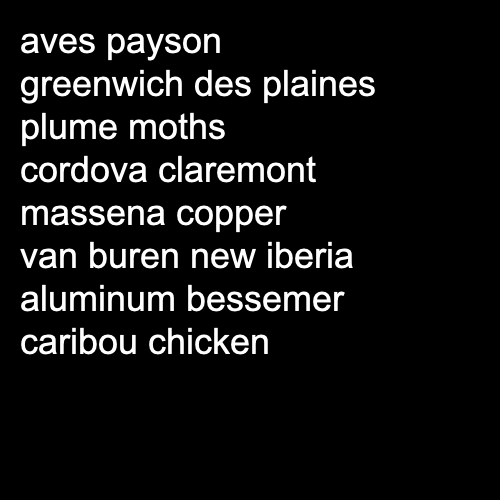 aves payson
greenwich des plaines
plume moths
cordova claremont
massena copper
van buren new iberia
aluminum bessemer
caribou chicken